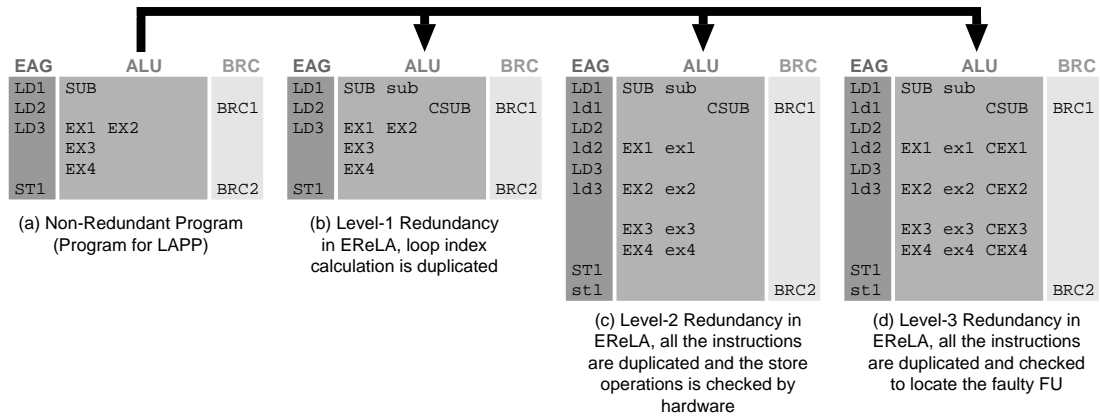 EAG ALU BRC
LD1 SUB
LD2 BRC1
LD3 EX1 EX2
EX3
EX4
ST1 BRC2
(a) Non-Redundant Program
(Program for LAPP)
EAG ALU BRC
LD1 SUB sub
LD2 CSUB BRC1
LD3 EX1 EX2
EX3
EX4
ST1 BRC2
(b) Level-1 Redundancy
in EReLA, loop index
calculation is duplicated
EAG ALU BRC
LD1 SUB sub
ld1 CSUB BRC1
LD2
ld2 EX1 ex1
LD3
ld3 EX2 ex2
EX3 ex3
EX4 ex4
ST1
st1 BRC2
(c) Level-2 Redundancy in
EReLA, all the instructions
are duplicated and the store
operations is checked by
hardware
EAG ALU BRC
LD1 SUB sub
ld1 CSUB BRC1
LD2
ld2 EX1 ex1 CEX1
LD3
ld3 EX2 ex2 CEX2
EX3 ex3 CEX3
EX4 ex4 CEX4
ST1
st1 BRC2
(d) Level-3 Redundancy in
EReLA, all the instructions
are duplicated and checked
to locate the faulty FU